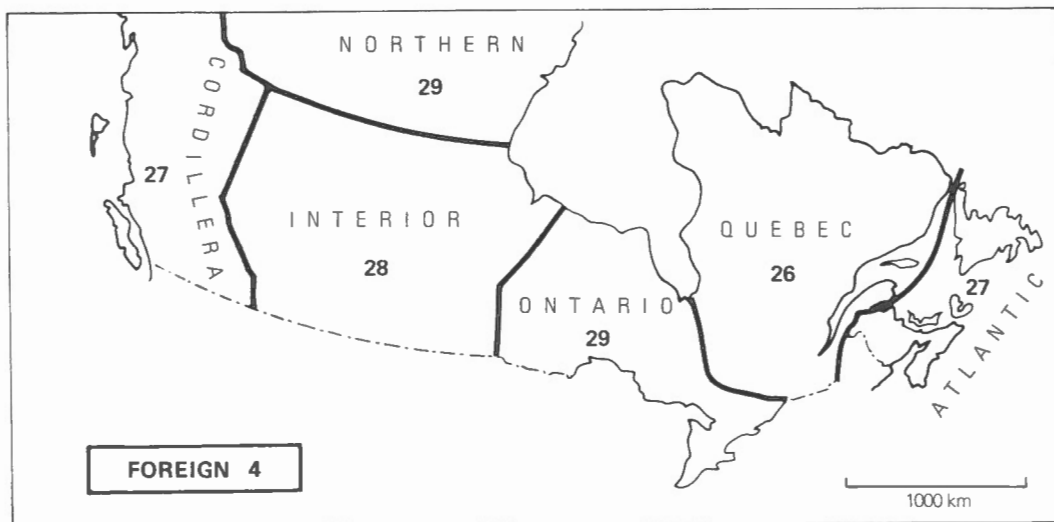 NORTHERN
29
CORDILLERA
27
INTERIOR
28
QUEBEC
26
ONTARIO
29
27
ATLANTIC
FOREIGN 4
1000 km